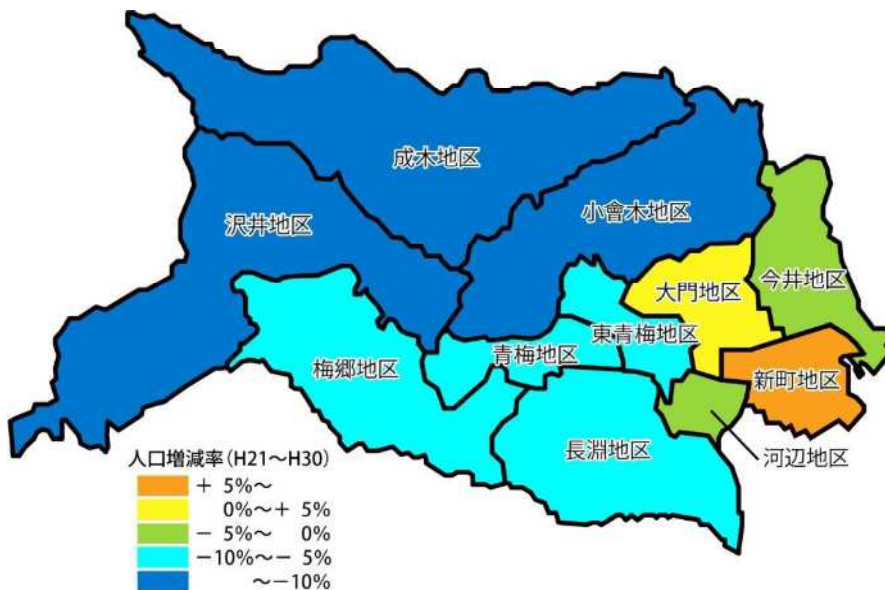 成木地区
小會木地区
沢井地区
今井地区
大門地区
東青梅地区
青梅地区
梅郷地区
新町地区
長淵地区
河辺地区
人口増減率(H21～H30)
＋ 5%～
0%～＋ 5%
－ 5%～ 0%
－10%～－ 5%
～－10%